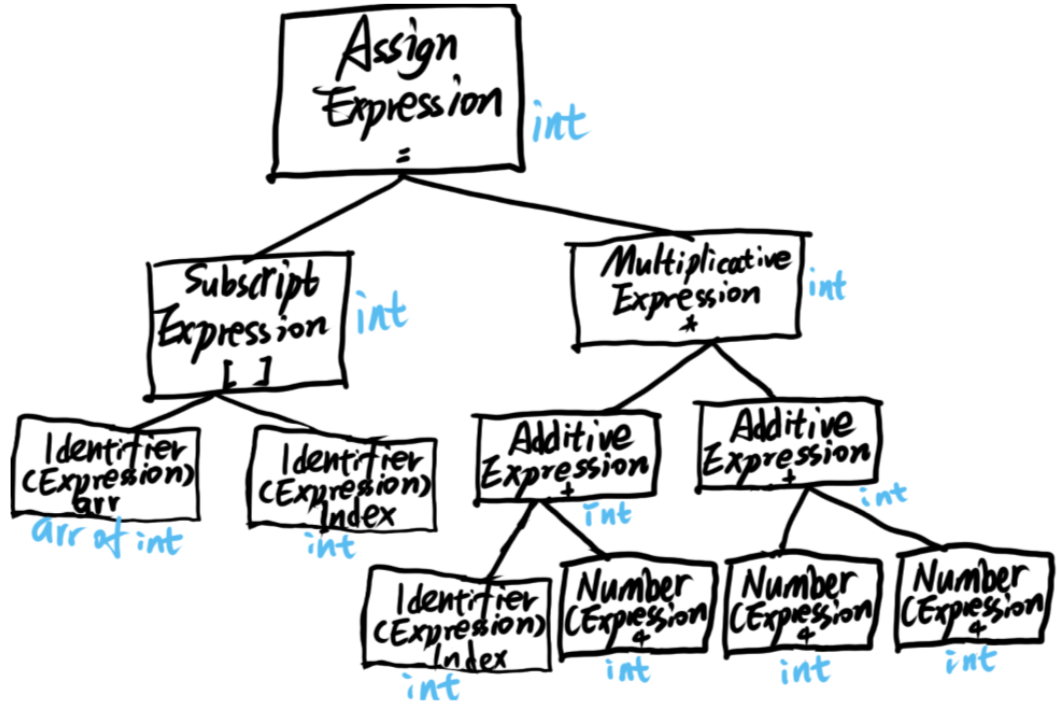 Assign
Expression
=
int
Subscript
Expression
[ ]
int
Multiplicative
Expression
*
int
Identifier
(Expression)
arr
arr of int
Identifier
(Expression)
Index
int
Additive
Expression
+
int
Additive
Expression
+
int
Identifier
(Expression)
Index
int
Number
(Expression
4
int
Number
(Expression
4
int
Number
(Expression
4
int